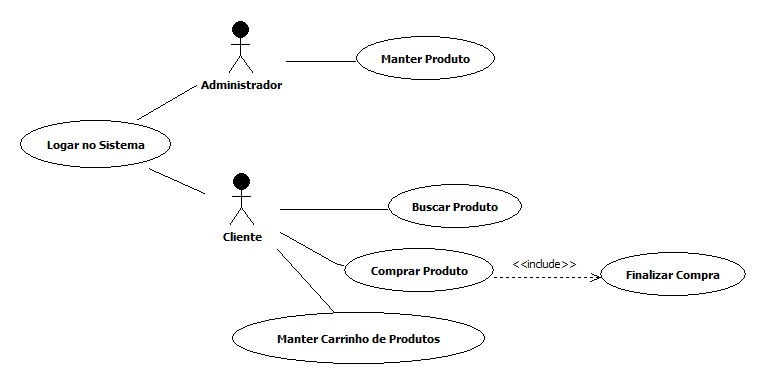 Manter Produto
Administrador
Logar no Sistema
Buscar Produto
Cliente
<<include>>
Comprar Produto
Finalizar Compra
Manter Carrinho de Produtos